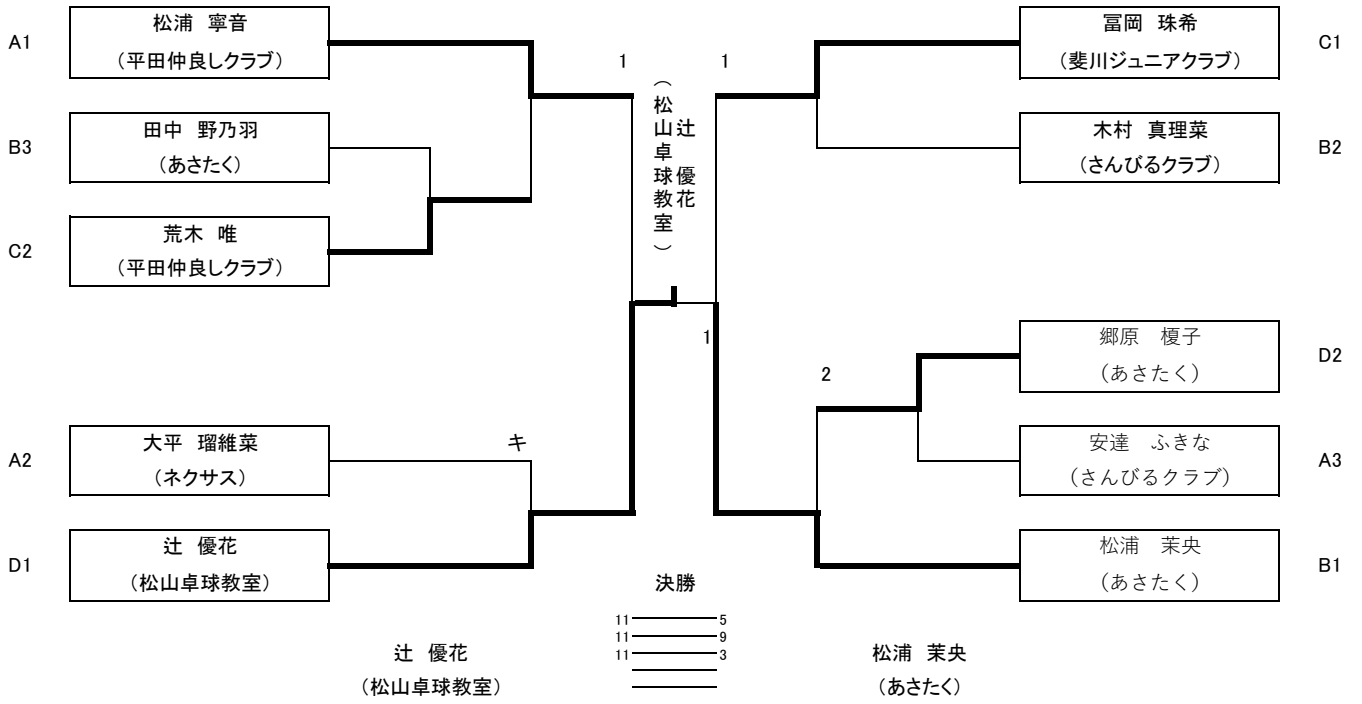 A1
松浦 寧音
(平田仲良しクラブ)
B3
田中 野乃羽
(あさたく)
C2
荒木 唯
(平田仲良しクラブ)
A2
大平 瑠維菜
(ネクサス)
キ
D1
辻 優花
(松山卓球教室)
1
1
辻 優花
(松山卓球教室)
1
2
冨岡 珠希
(斐川ジュニアクラブ)
C1
木村 真理菜
(さんびるクラブ)
B2
郷原 榎子
(あさたく)
D2
安達 ふきな
(さんびるクラブ)
A3
松浦 茉央
(あさたく)
B1
決勝
11 5
11 9
11 3
辻 優花
(松山卓球教室)
松浦 茉央
(あさたく)